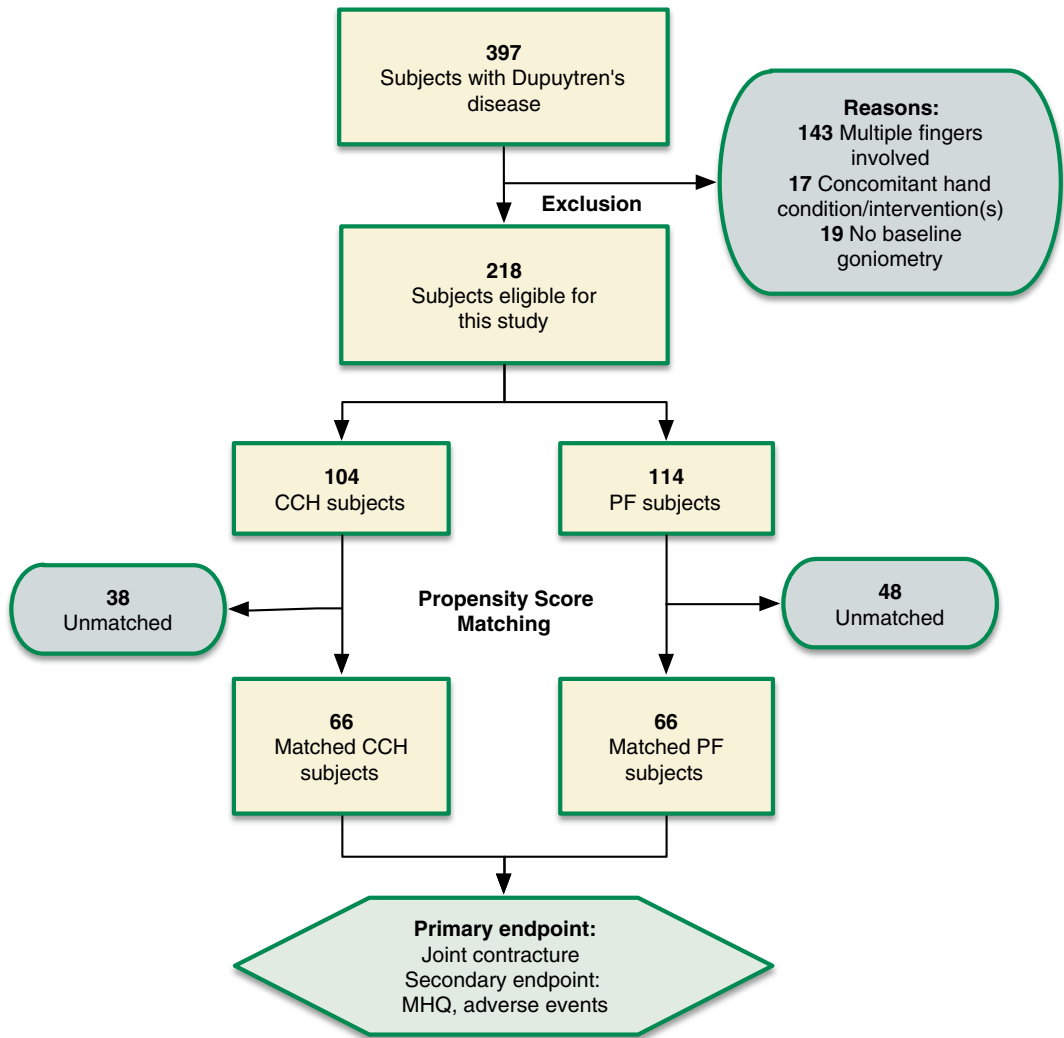 397
Subjects with Dupuytren's
disease
Reasons:
143 Multiple fingers
involved
17 Concomitant hand
condition/intervention(s)
19 No baseline
goniometry
Exclusion
218
Subjects eligible for
this study
104
CCH subjects
114
PF subjects
38
Unmatched
Propensity Score
Matching
48
Unmatched
66
Matched CCH
subjects
66
Matched PF
subjects
Primary endpoint:
Joint contracture
Secondary endpoint:
MHQ, adverse events